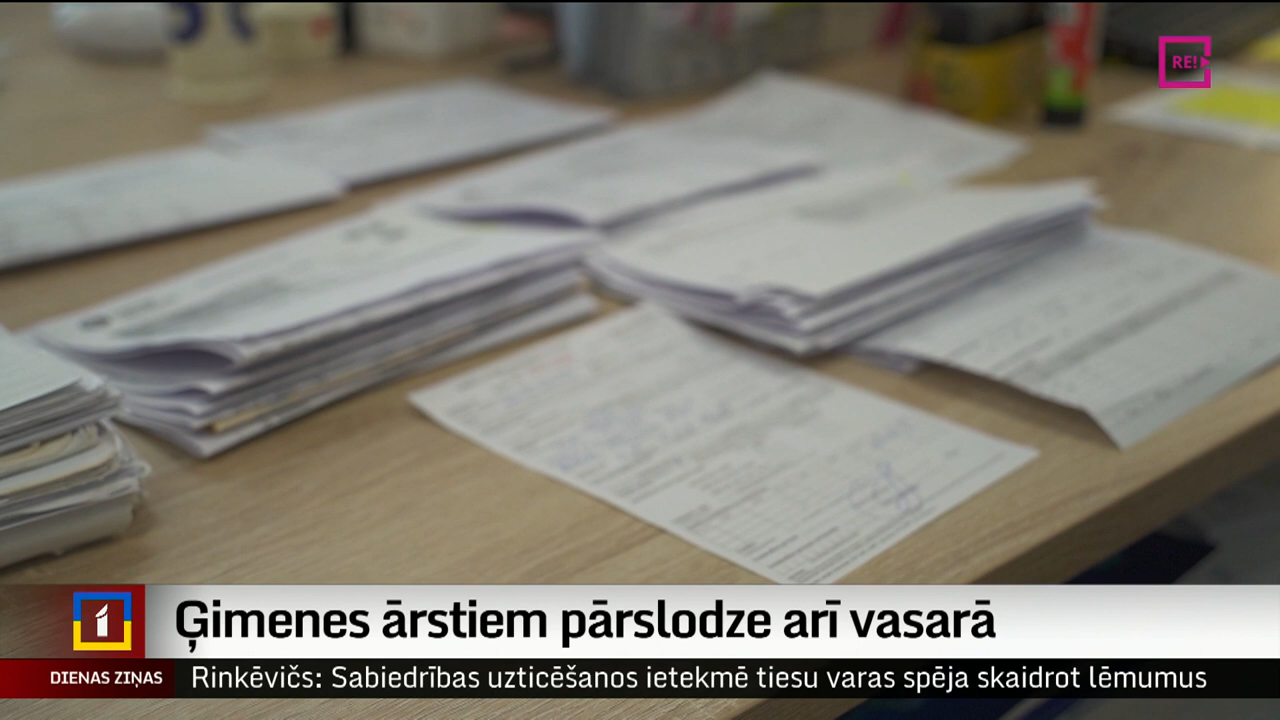 RE!
Ģimenes ārstiem pārslodze arī vasarā
1
DIENAS ZIŅAS
Rinkēvičs: Sabiedrības uzticēšanos ietekmē tiesu varas spēja skaidrot lēmumus